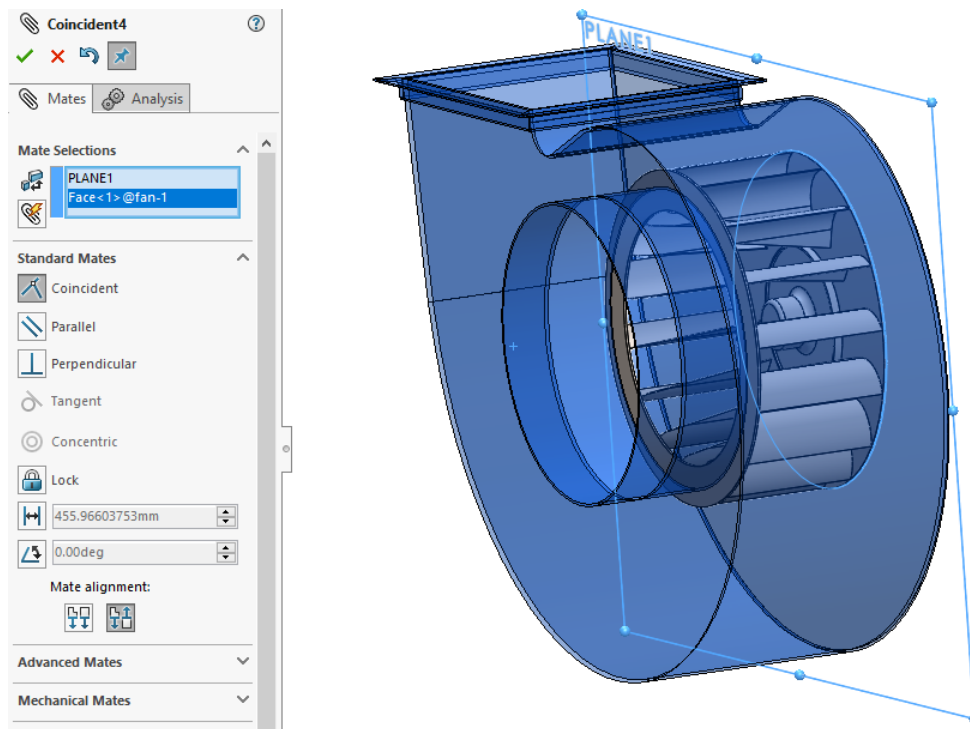 Coincident4
Mates
Analysis
Mate Selections
PLANE1
Face<1>@fan-1
Standard Mates
Coincident
Parallel
Perpendicular
Tangent
Concentric
Lock
455.96603753mm
0.00deg
Mate alignment:
Advanced Mates
Mechanical Mates
PLANE1